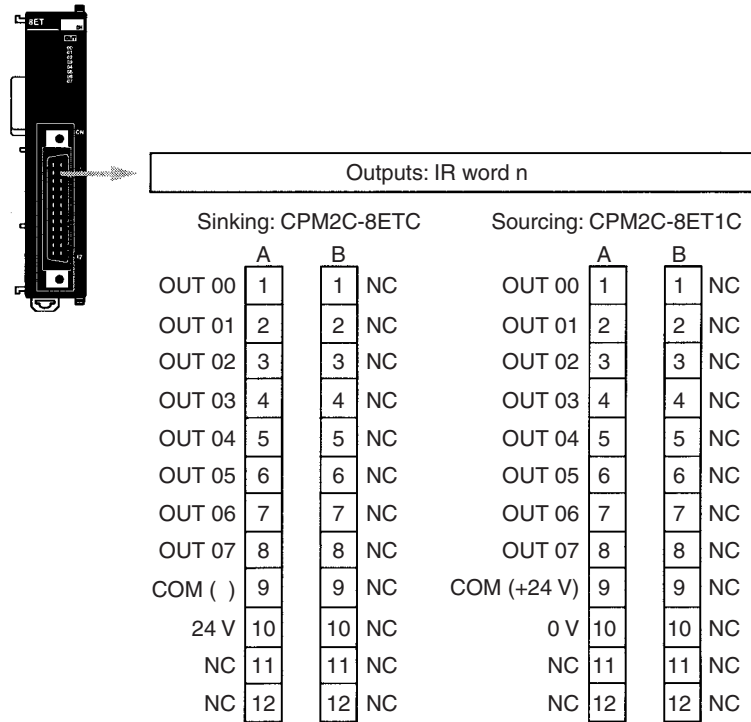 8ET
OUT
CN
Outputs: IR word n
Sinking: CPM2C-8ETC Sourcing: CPM2C-8ET1C
A B A B
OUT 00 1 1 NC OUT 00 1 1 NC
OUT 01 2 2 NC OUT 01 2 2 NC
OUT 02 3 3 NC OUT 02 3 3 NC
OUT 03 4 4 NC OUT 03 4 4 NC
OUT 04 5 5 NC OUT 04 5 5 NC
OUT 05 6 6 NC OUT 05 6 6 NC
OUT 06 7 7 NC OUT 06 7 7 NC
OUT 07 8 8 NC OUT 07 8 8 NC
COM ( ) 9 9 NC COM (+24 V) 9 9 NC
24 V 10 10 NC 0 V 10 10 NC
NC 11 11 NC NC 11 11 NC
NC 12 12 NC NC 12 12 NC